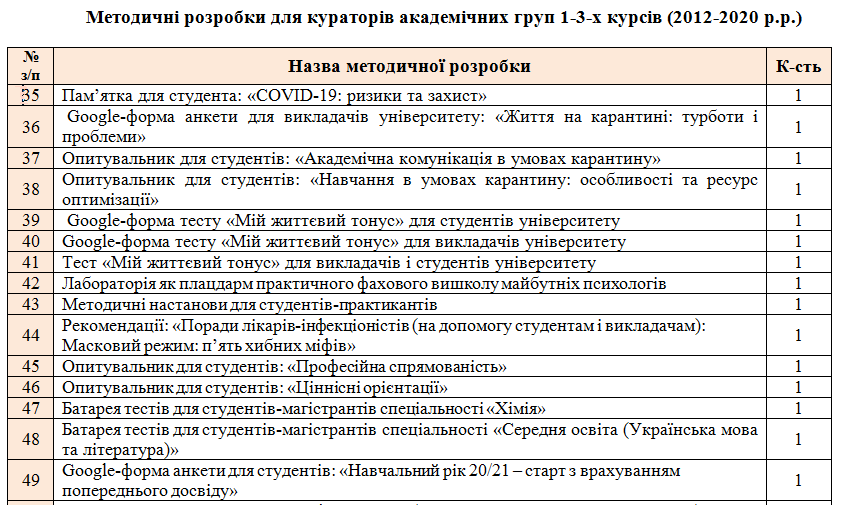 Методичні розробки для кураторів академічних груп 1-3-х курсів (2012-2020 р.р.)
№ з/п Назва методичної розробки К-сть
35 Пам’ятка для студента: «COVID-19: ризики та захист» 1
36 Google-форма анкети для викладачів університету: «Життя на карантині: турботи і
проблеми» 1
37 Опитувальник для студентів: «Академічна комунікація в умовах карантину» 1
38 Опитувальник для студентів: «Навчання в умовах карантину: особливості та ресурс
оптимізації» 1
39 Google-форма тесту «Мій життєвий тонус» для студентів університету 1
40 Google-форма тесту «Мій життєвий тонус» для викладачів університету 1
41 Тест «Мій життєвий тонус» для викладачів і студентів університету 1
42 Лабораторія як плацдарм практичного фахового вишколу майбутніх психологів 1
43 Методичні настанови для студентів-практикантів 1
44 Рекомендації: «Поради лікарів-інфекціоністів (на допомогу студентам і викладачам):
Масковий режим: п’ять хибних міфів» 1
45 Опитувальник для студентів: «Професійна спрямованість» 1
46 Опитувальник для студентів: «Ціннісні орієнтації» 1
47 Батарея тестів для студентів-магістрантів спеціальності «Хімія» 1
48 Батарея тестів для студентів-магістрантів спеціальності «Середня освіта (Українська мова
та література)» 1
49 Google-форма анкети для студентів: «Навчальний рік 20/21 – старт з врахуванням
попереднього досвіду» 1